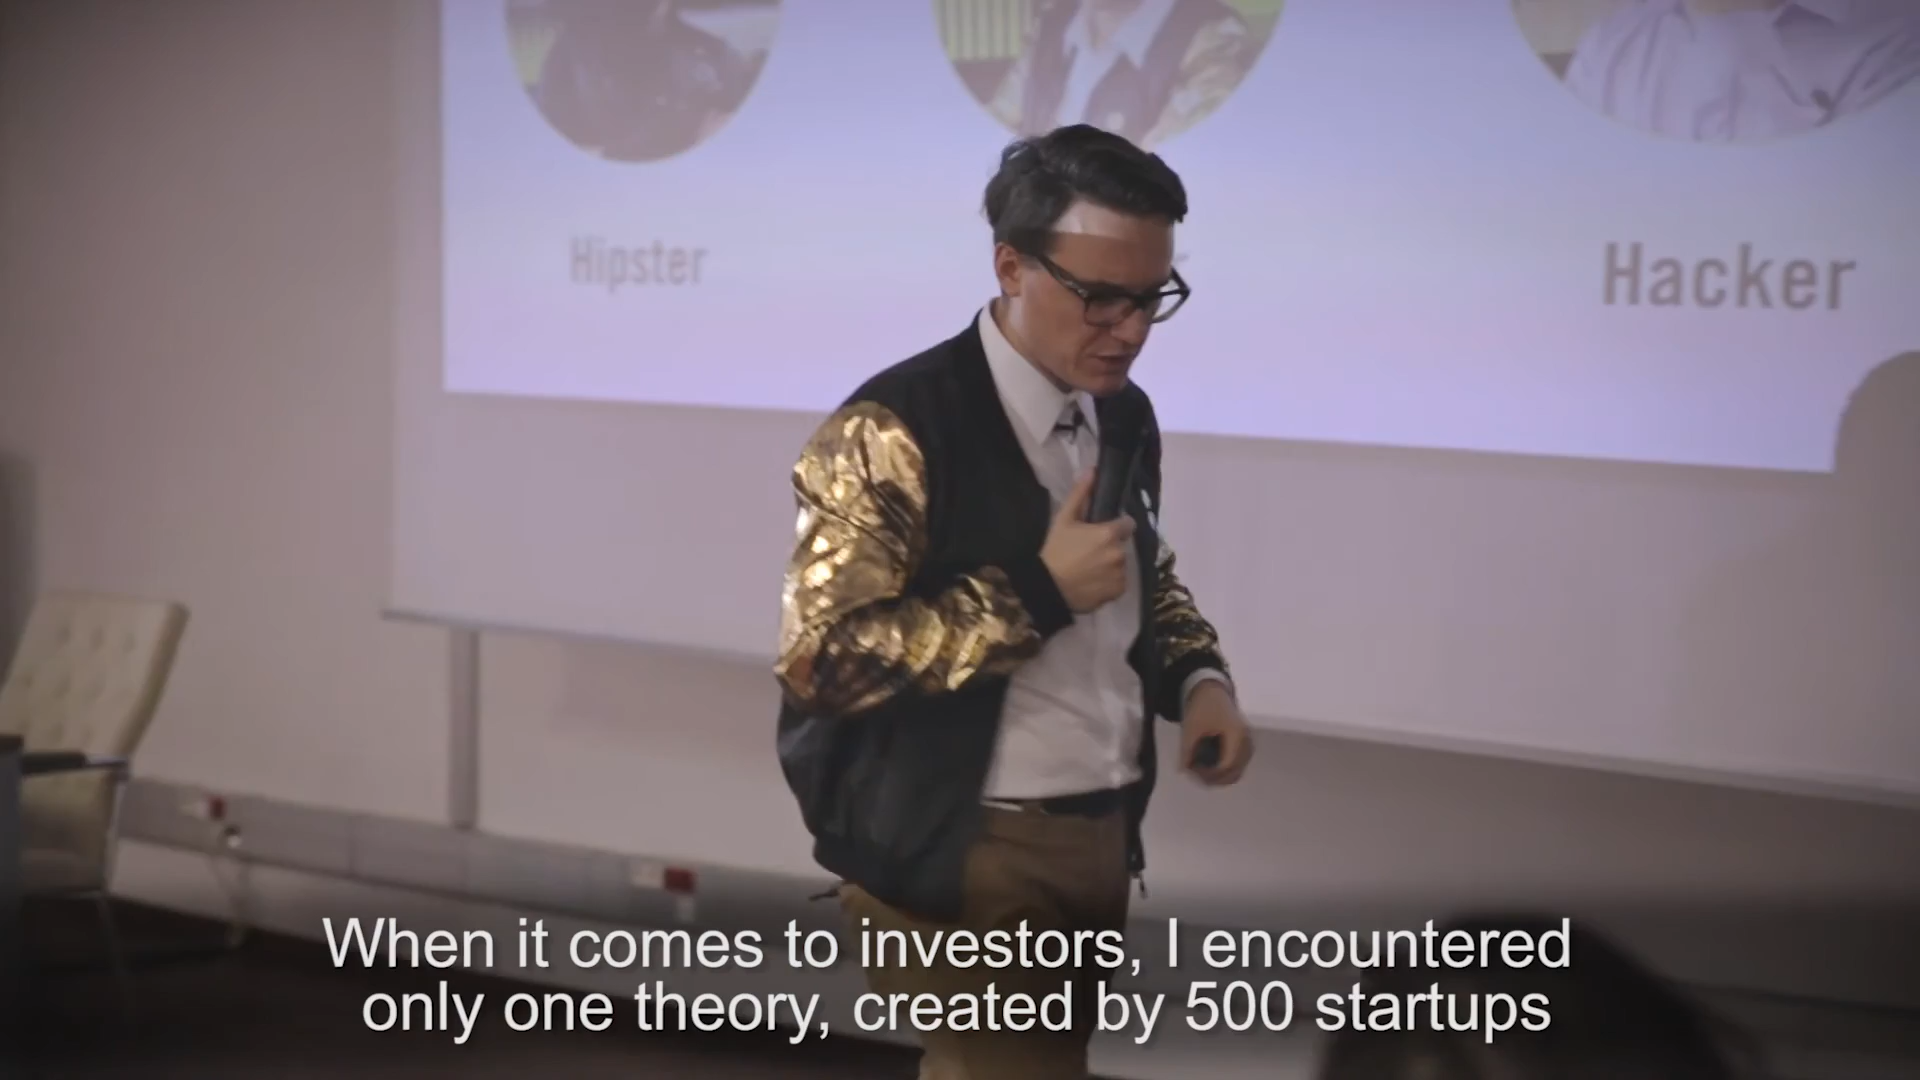 Hipster
Hacker
When it comes to investors, I encountered
only one theory, created by 500 startups